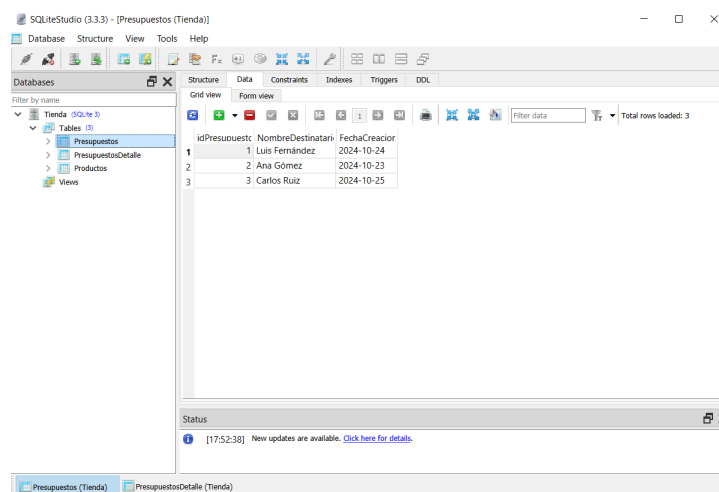 SQLiteStudio (3.3.3) - [Presupuestos (Tienda)]
Database Structure View Tools Help
Databases
Filter by name
Tienda (SQLite 3)
Tables (3)
Presupuestos
PresupuestosDetalle
Productos
Views
Structure Data Constraints Indexes Triggers DDL
Grid view Form view
1 Filter data Total rows loaded: 3
idPresupuesto NombreDestinatari FechaCreacior
1 1 Luis Fernández 2024-10-24
2 2 Ana Gómez 2024-10-23
3 3 Carlos Ruiz 2024-10-25
Status
[17:52:38] New updates are available. Click here for details.
Presupuestos (Tienda) PresupuestosDetalle (Tienda)